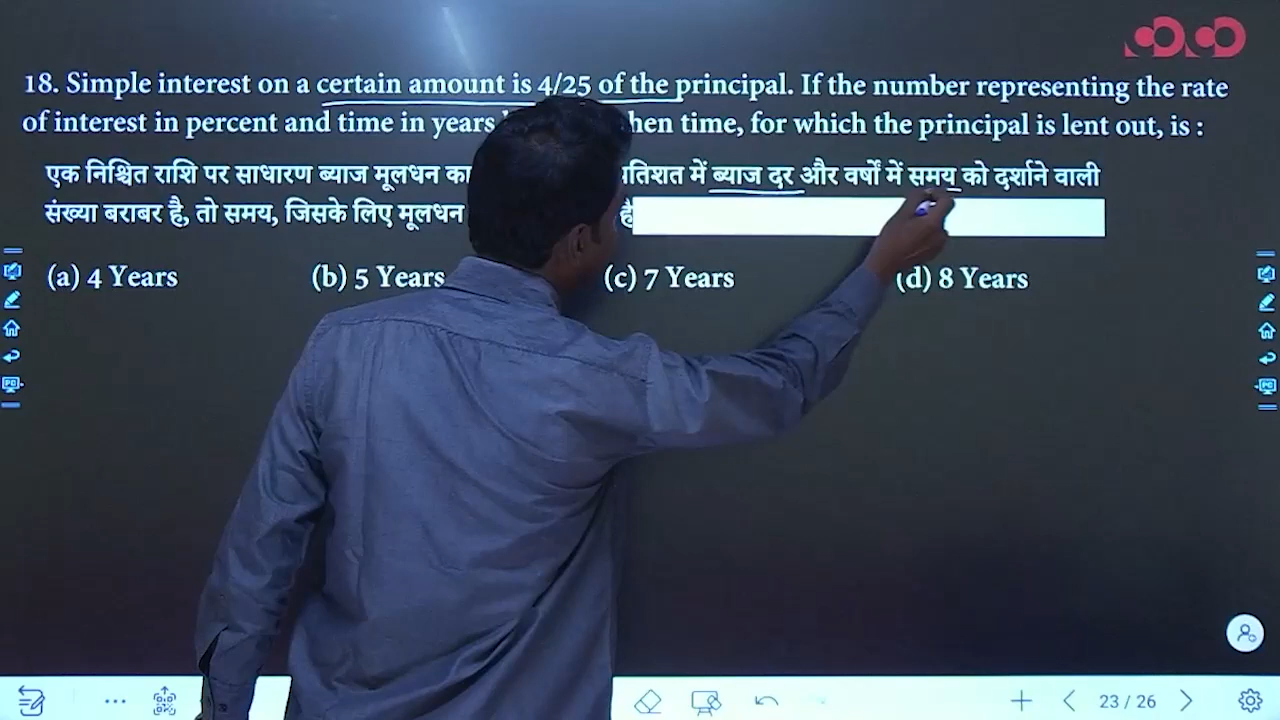 18. Simple interest on a certain amount is 4/25 of the principal. If the number representing the rate
of interest in percent and time in years hen time, for which the principal is lent out, is :
एक निश्चित राशि पर साधारण ब्याज मूलधन का तिशत में ब्याज दर और वर्षों में समय को दर्शाने वाली
संख्या बराबर है, तो समय, जिसके लिए मूलधन है
(a) 4 Years (b) 5 Years (c) 7 Years (d) 8 Years
23 / 26